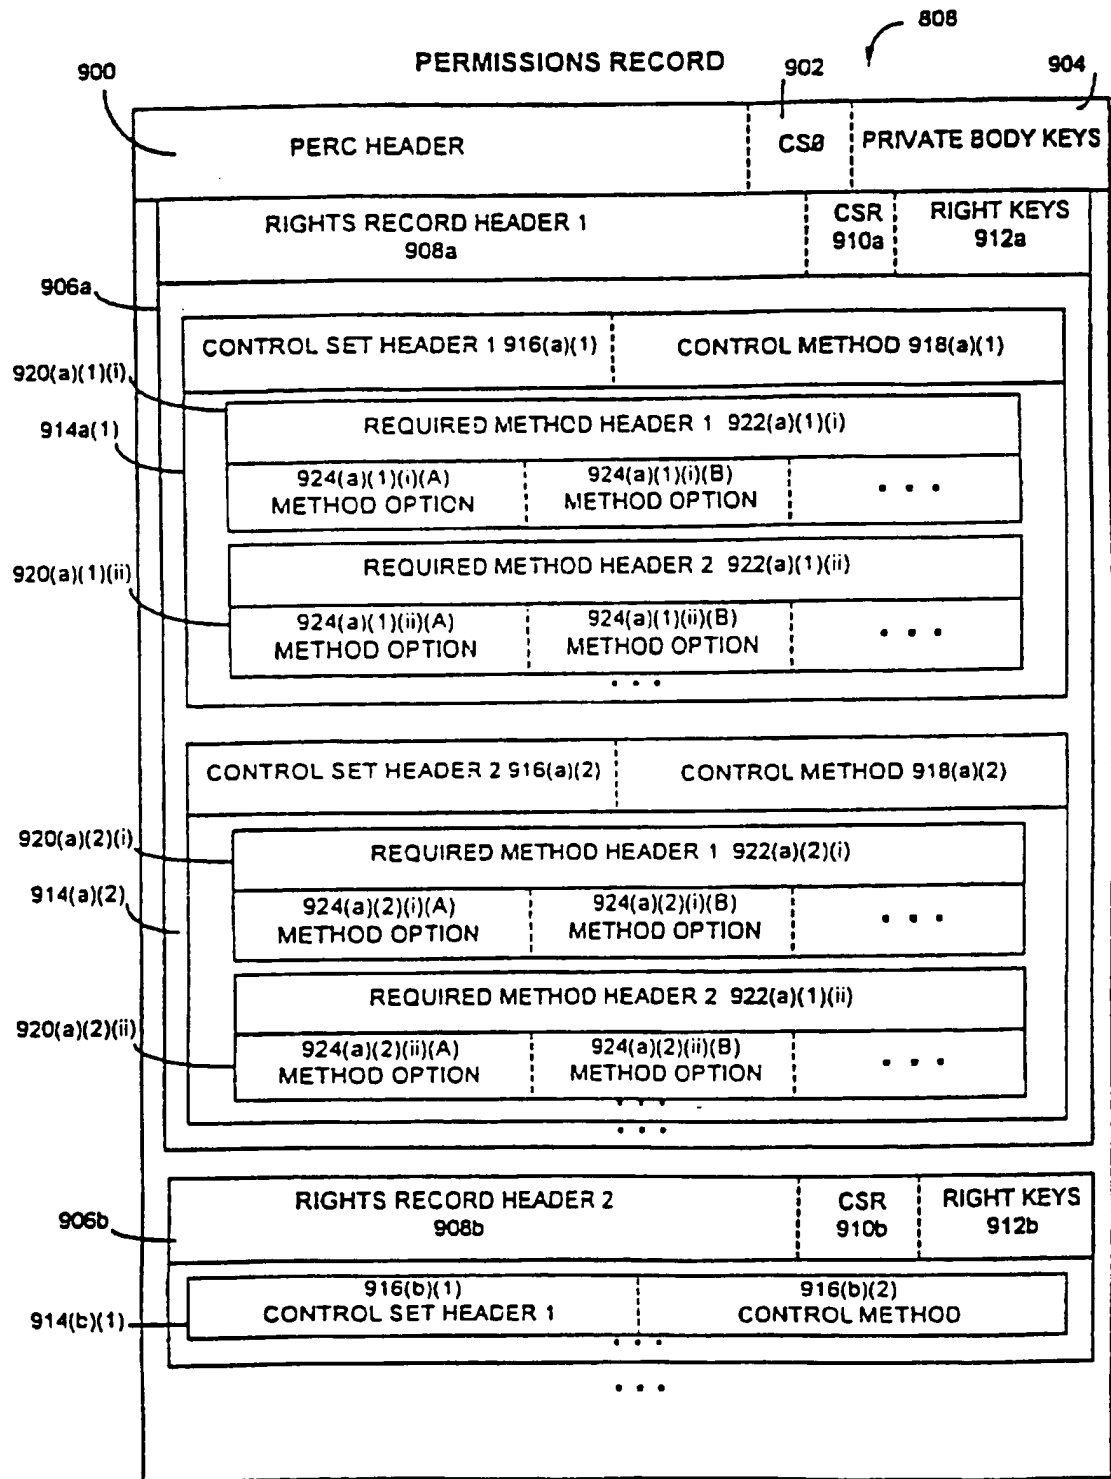 808
PERMISSIONS RECORD
900
902
904
PERC HEADER
CS0
PRIVATE BODY KEYS
RIGHTS RECORD HEADER 1
908a
CSR
910a
RIGHT KEYS
912a
906a
CONTROL SET HEADER 1 916(a)(1)
CONTROL METHOD 918(a)(1)
920(a)(1)(i)
REQUIRED METHOD HEADER 1 922(a)(1)(i)
914a(1)
924(a)(1)(i)(A)
METHOD OPTION
924(a)(1)(i)(B)
METHOD OPTION
• • •
920(a)(1)(ii)
REQUIRED METHOD HEADER 2 922(a)(1)(ii)
924(a)(1)(ii)(A)
METHOD OPTION
924(a)(1)(ii)(B)
METHOD OPTION
• • •
• • •
CONTROL SET HEADER 2 916(a)(2)
CONTROL METHOD 918(a)(2)
920(a)(2)(i)
REQUIRED METHOD HEADER 1 922(a)(2)(i)
914(a)(2)
924(a)(2)(i)(A)
METHOD OPTION
924(a)(2)(i)(B)
METHOD OPTION
• • •
REQUIRED METHOD HEADER 2 922(a)(1)(ii)
920(a)(2)(ii)
924(a)(2)(ii)(A)
METHOD OPTION
924(a)(2)(ii)(B)
METHOD OPTION
• • •
• • •
• • •
RIGHTS RECORD HEADER 2
908b
CSR
910b
RIGHT KEYS
912b
906b
916(b)(1)
CONTROL SET HEADER 1
916(b)(2)
CONTROL METHOD
914(b)(1)
• • •
• • •